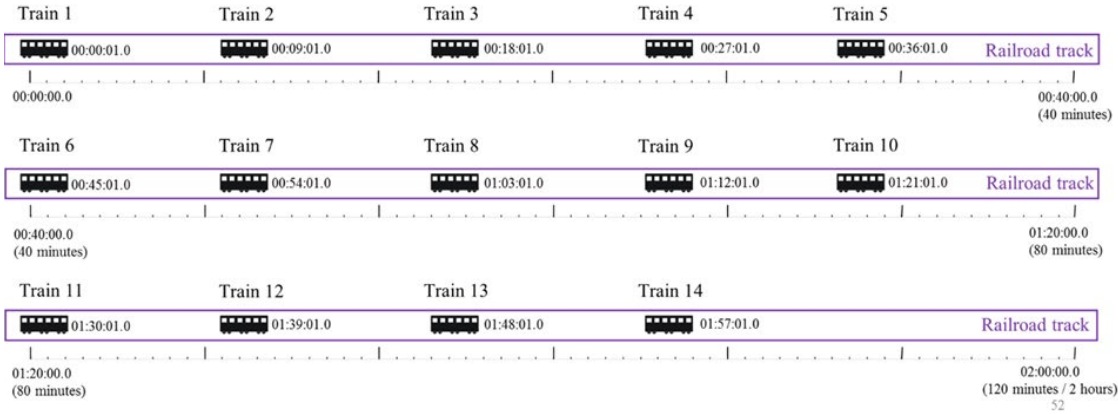 Train 1 Train 2 Train 3 Train 4 Train 5
00:00:01.0 00:09:01.0 00:18:01.0 00:27:01.0 00:36:01.0 Railroad track
00:00:00.0 00:40:00.0
(40 minutes)
Train 6 Train 7 Train 8 Train 9 Train 10
00:45:01.0 00:54:01.0 01:03:01.0 01:12:01.0 01:21:01.0 Railroad track
00:40:00.0 01:20:00.0
(40 minutes) (80 minutes)
Train 11 Train 12 Train 13 Train 14
01:30:01.0 01:39:01.0 01:48:01.0 01:57:01.0 Railroad track
01:20:00.0 02:00:00.0
(80 minutes) (120 minutes / 2 hours)
52